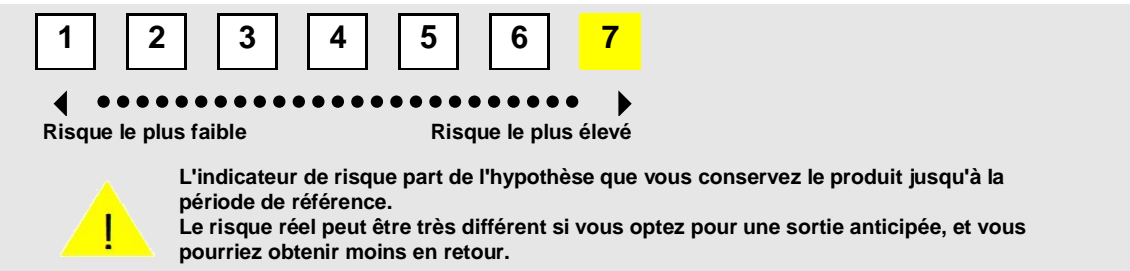 1 2 3 4 5 6 7
Risque le plus faible Risque le plus élevé
L'indicateur de risque part de l'hypothèse que vous conservez le produit jusqu'à la
période de référence.
Le risque réel peut être très différent si vous optez pour une sortie anticipée, et vous
pourriez obtenir moins en retour.
!